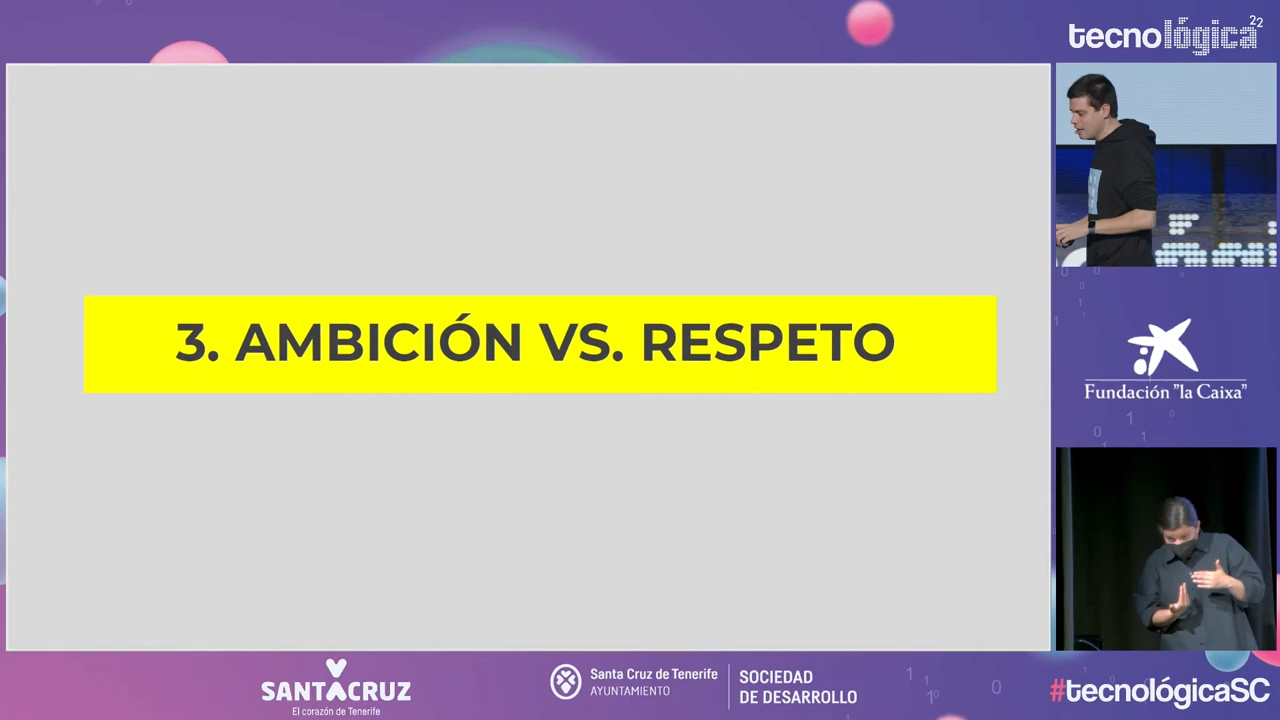 tecnológica22
3. AMBICIÓN VS. RESPETO
Fundación "la Caixa"
SANTACRUZ
El corazón de Tenerife
Santa Cruz de Tenerife
AYUNTAMIENTO
SOCIEDAD
DE DESARROLLO
#tecnológicaSC